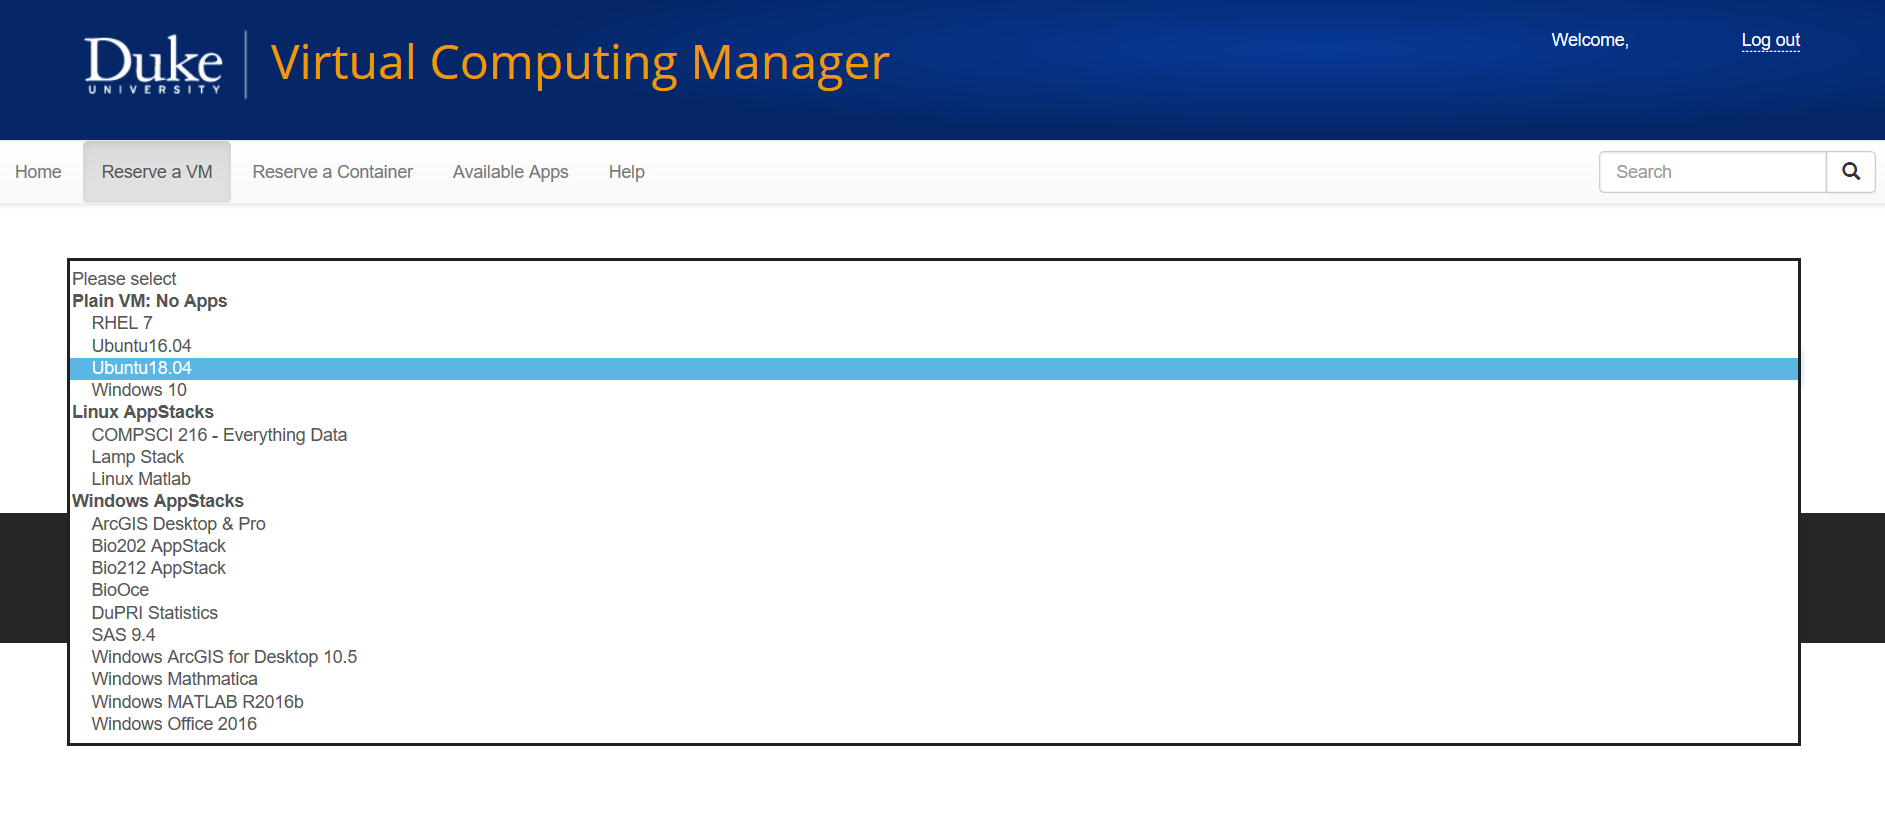 Duke
UNIVERSITY
Virtual Computing Manager
Welcome,
Log out
Home
Reserve a VM
Reserve a Container
Available Apps
Help
Search
Please select
Plain VM: No Apps
RHEL 7
Ubuntu16.04
Ubuntu18.04
Windows 10
Linux AppStacks
COMPSCI 216 - Everything Data
Lamp Stack
Linux Matlab
Windows AppStacks
ArcGIS Desktop & Pro
Bio202 AppStack
Bio212 AppStack
BioOce
DuPRI Statistics
SAS 9.4
Windows ArcGIS for Desktop 10.5
Windows Mathmatica
Windows MATLAB R2016b
Windows Office 2016